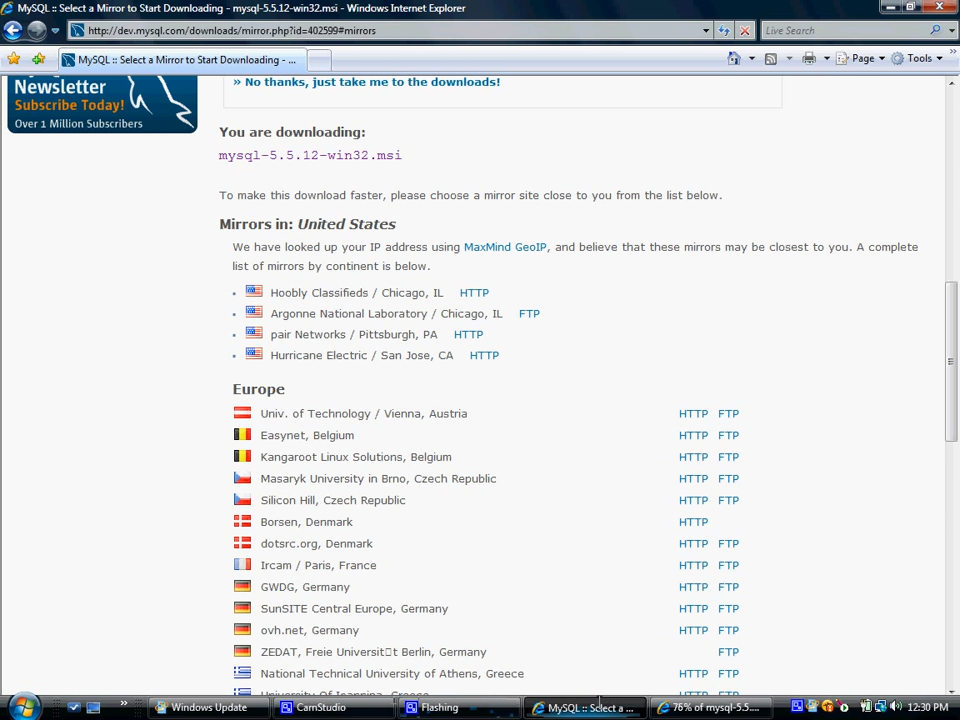 MySQL :: Select a Mirror to Start Downloading - mysql-5.5.12-win32.msi - Windows Internet Explorer
http://dev.mysql.com/downloads/mirror.php?id=402599#mirrors
Live Search
MySQL :: Select a Mirror to Start Downloading - ...
Page
Tools
Newsletter
Subscribe Today!
Over 1 Million Subscribers
» No thanks, just take me to the downloads!
You are downloading:
mysql-5.5.12-win32.msi
To make this download faster, please choose a mirror site close to you from the list below.
Mirrors in: United States
We have looked up your IP address using MaxMind GeoIP, and believe that these mirrors may be closest to you. A complete
list of mirrors by continent is below.
Hoobly Classifieds / Chicago, IL HTTP
Argonne National Laboratory / Chicago, IL FTP
pair Networks / Pittsburgh, PA HTTP
Hurricane Electric / San Jose, CA HTTP
Europe
Univ. of Technology / Vienna, Austria HTTP FTP
Easynet, Belgium HTTP FTP
Kangaroot Linux Solutions, Belgium HTTP FTP
Masaryk University in Brno, Czech Republic HTTP FTP
Silicon Hill, Czech Republic HTTP FTP
Borsen, Denmark HTTP
dotsrc.org, Denmark HTTP FTP
Ircam / Paris, France HTTP FTP
GWDG, Germany HTTP FTP
SunSITE Central Europe, Germany HTTP FTP
ovh.net, Germany HTTP FTP
ZEDAT, Freie Universit□t Berlin, Germany FTP
National Technical University of Athens, Greece HTTP FTP
University Of Ioannina, Greece HTTP FTP
Windows Update
CamStudio
Flashing
MySQL :: Select a ...
76% of mysql-5.5....
12:30 PM